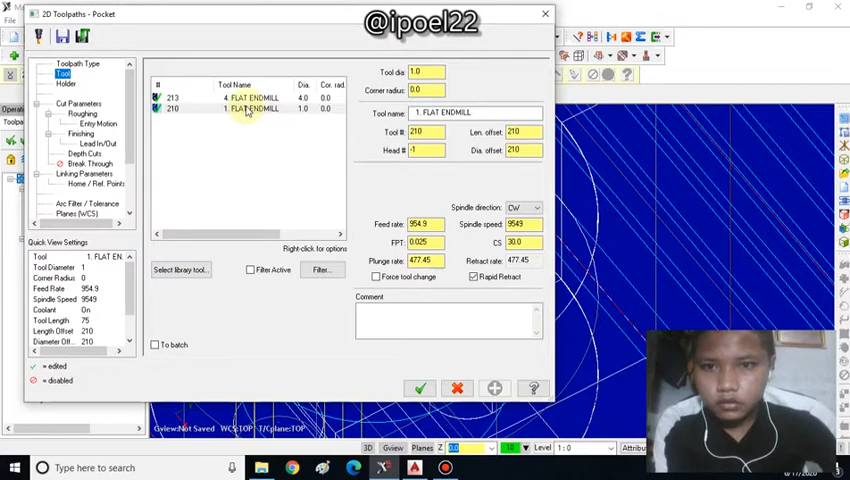 2D Toolpaths - Pocket
@ipoel22
Ma
File
Toolpath Type
Tool
Holder
Cut Parameters
Roughing
Entry Motion
Finishing
Lead In/Out
Depth Cuts
Break Through
Linking Parameters
Home / Ref. Points
Arc Filter / Tolerance
Planes (WCS)
Quick View Settings
Tool 1. FLAT EN...
Tool Diameter 1
Corner Radius 0
Feed Rate 954.9
Spindle Speed 9549
Coolant On
Tool Length 75
Length Offset 210
Diameter Off... 210
= edited
= disabled
# Tool Name Dia. Cor. rad.
213 4. FLAT ENDMILL 4.0 0.0
210 1. FLAT ENDMILL 1.0 0.0
Right-click for options
Select library tool...
Filter Active
Filter...
To batch
Tool dia: 1.0
Corner radius: 0.0
Tool name: 1. FLAT ENDMILL
Tool #: 210 Len. offset: 210
Head # -1 Dia. offset: 210
Spindle direction: CW
Feed rate: 954.9 Spindle speed: 9549
FPT: 0.025 CS 30.0
Plunge rate: 477.45 Retract rate: 477.45
Force tool change Rapid Retract
Comment
Gview:Not Saved WCS:TOP T/Cplane:TOP
3D Gview Planes Z 0.0 10 Level 1 : 0 Attribut
Type here to search